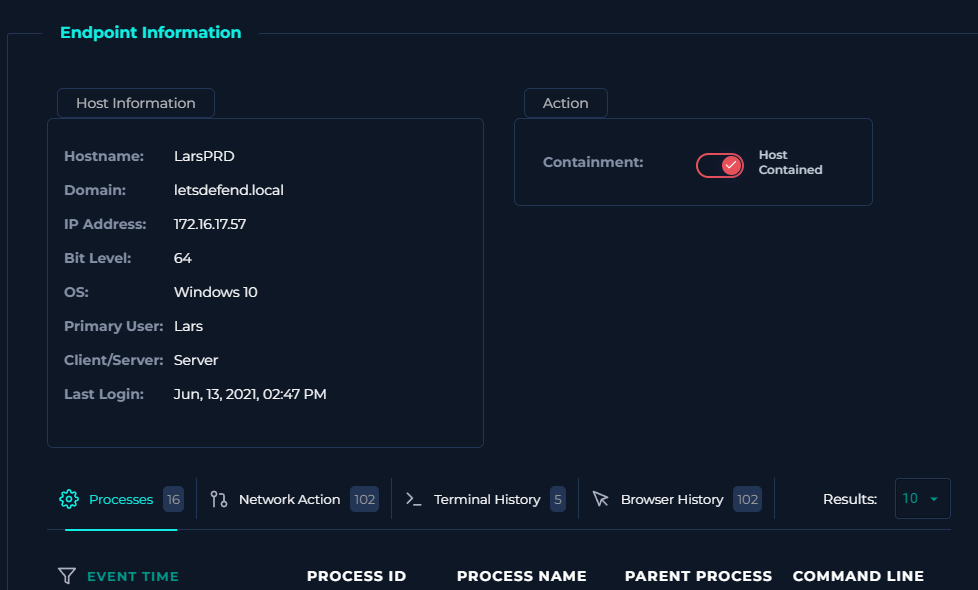 Endpoint Information
Host Information
Hostname: LarsPRD
Domain: letsdefend.local
IP Address: 172.16.17.57
Bit Level: 64
OS: Windows 10
Primary User: Lars
Client/Server: Server
Last Login: Jun, 13, 2021, 02:47 PM
Action
Containment: Host
Contained
Processes 16 Network Action 102 Terminal History 5 Browser History 102 Results: 10
EVENT TIME PROCESS ID PROCESS NAME PARENT PROCESS COMMAND LINE